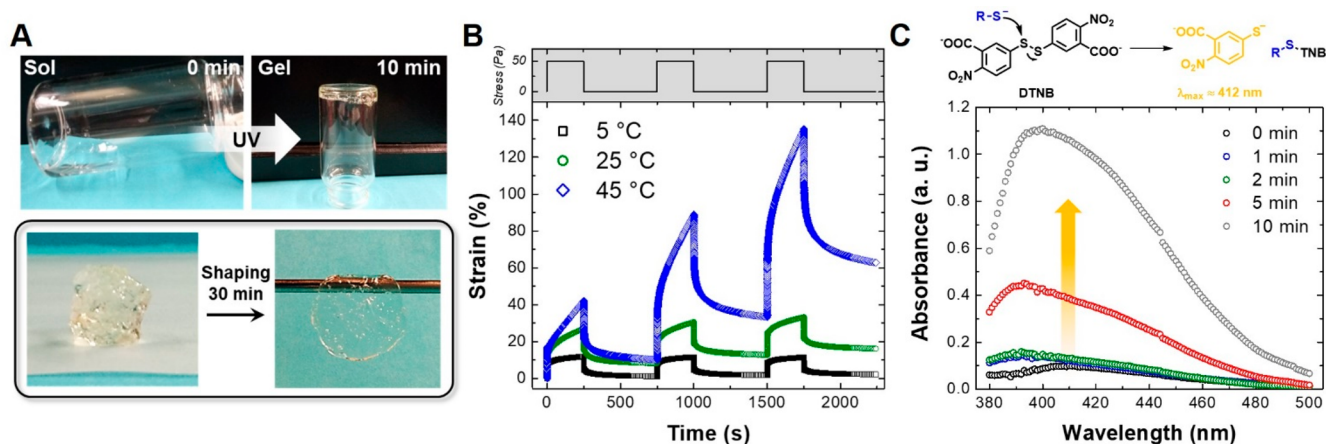 A
Sol
0 min
Gel
10 min
UV
Shaping
30 min
B
Stress (Pa)
50
0
5 °C
25 °C
45 °C
Strain (%)
140
120
100
80
60
40
20
0
0
500
1000
1500
2000
Time (s)
C
R-S⁻
⁻OOC
O₂N
S
S
NO₂
COO⁻
DTNB
⁻OOC
O₂N
S⁻
R-S-TNB
λmax ≈ 412 nm
Absorbance (a. u.)
1.2
1.0
0.8
0.6
0.4
0.2
0.0
0 min
1 min
2 min
5 min
10 min
380
400
420
440
460
480
500
Wavelength (nm)